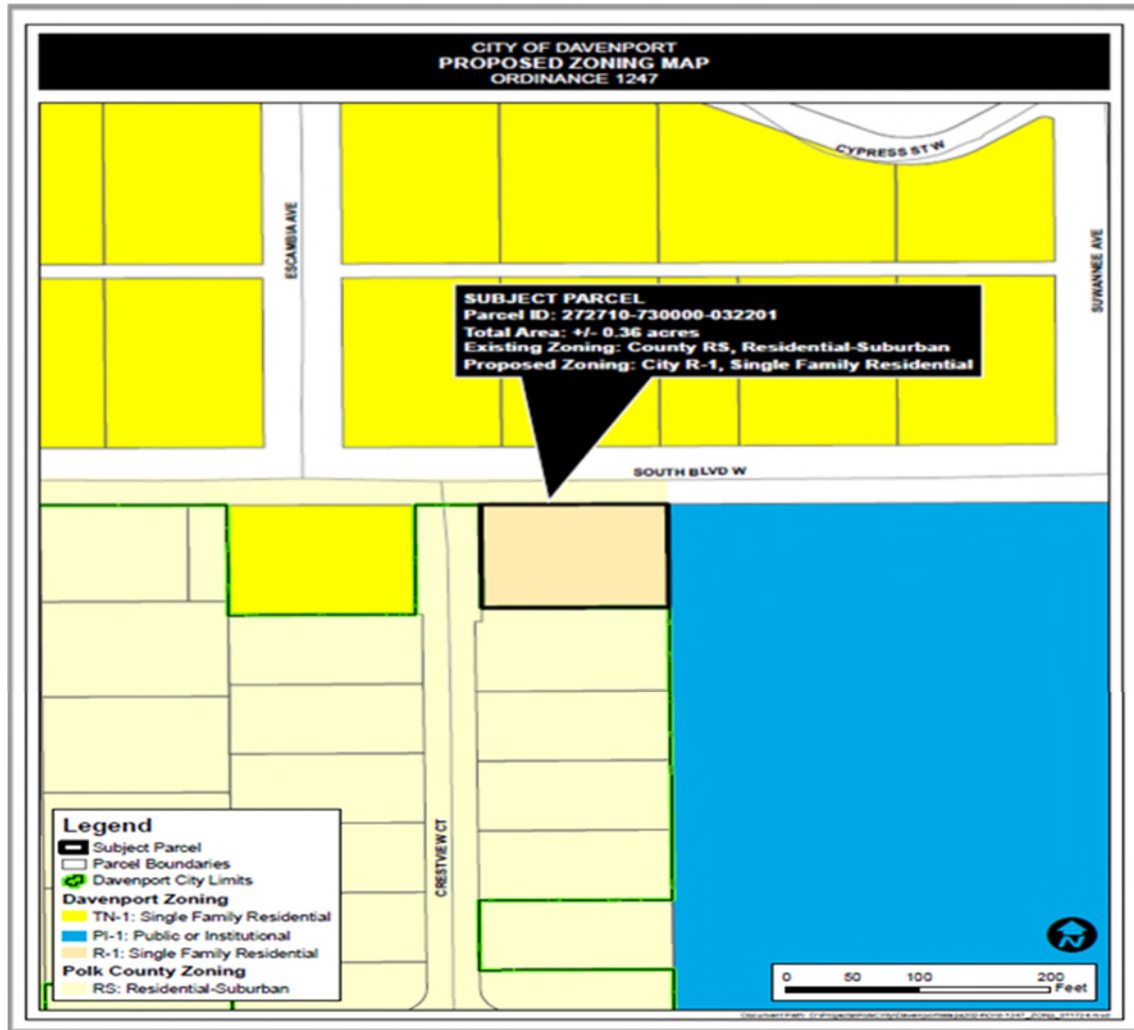 CITY OF DAVENPORT
PROPOSED ZONING MAP
ORDINANCE 1247
CYPRESS ST W
ESCAMBIA AVE
SUWANNEE AVE
SUBJECT PARCEL
Parcel ID: 272710-730000-032201
Total Area: +/- 0.36 acres
Existing Zoning: County RS, Residential-Suburban
Proposed Zoning: City R-1, Single Family Residential
SOUTH BLVD W
CRESTVIEW CT
Legend
Subject Parcel
Parcel Boundaries
Davenport City Limits
Davenport Zoning
TN-1: Single Family Residential
PI-1: Public or Institutional
R-1: Single Family Residential
Polk County Zoning
RS: Residential-Suburban
N
0 50 100 200
Feet
Document Path: